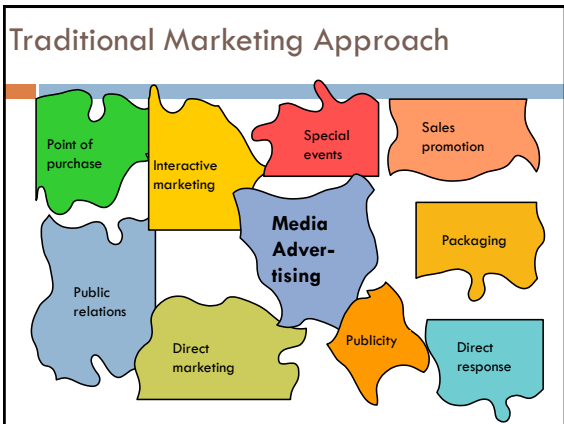 Traditional Marketing Approach
Point of
purchase
Interactive
marketing
Special
events
Sales
promotion
Media
Adver-
tising
Packaging
Public
relations
Direct
marketing
Publicity
Direct
response